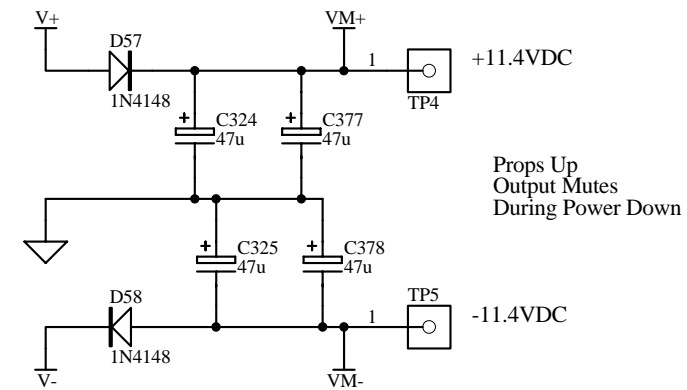 V+
VM+
D57
1
+11.4VDC
1N4148
TP4
+
C324
47u
+
C377
47u
Props Up
Output Mutes
During Power Down
+
C325
47u
+
C378
47u
D58
TP5
1
-11.4VDC
1N4148
V-
VM-